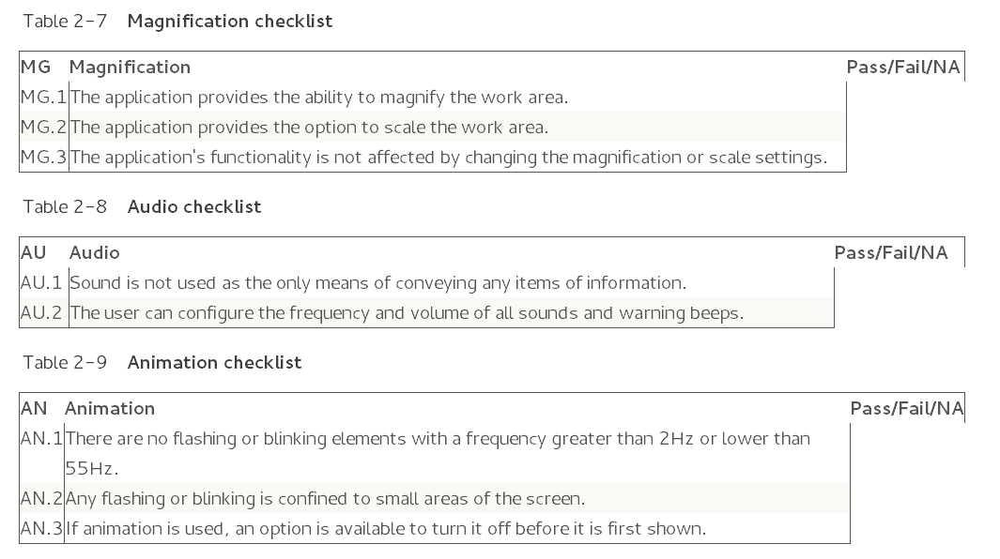 Table 2-7 Magnification checklist
MG Magnification Pass/Fail/NA
MG.1 The application provides the ability to magnify the work area.
MG.2 The application provides the option to scale the work area.
MG.3 The application's functionality is not affected by changing the magnification or scale settings.
Table 2-8 Audio checklist
AU Audio Pass/Fail/NA
AU.1 Sound is not used as the only means of conveying any items of information.
AU.2 The user can configure the frequency and volume of all sounds and warning beeps.
Table 2-9 Animation checklist
AN Animation Pass/Fail/NA
AN.1 There are no flashing or blinking elements with a frequency greater than 2Hz or lower than
55Hz.
AN.2 Any flashing or blinking is confined to small areas of the screen.
AN.3 If animation is used, an option is available to turn it off before it is first shown.